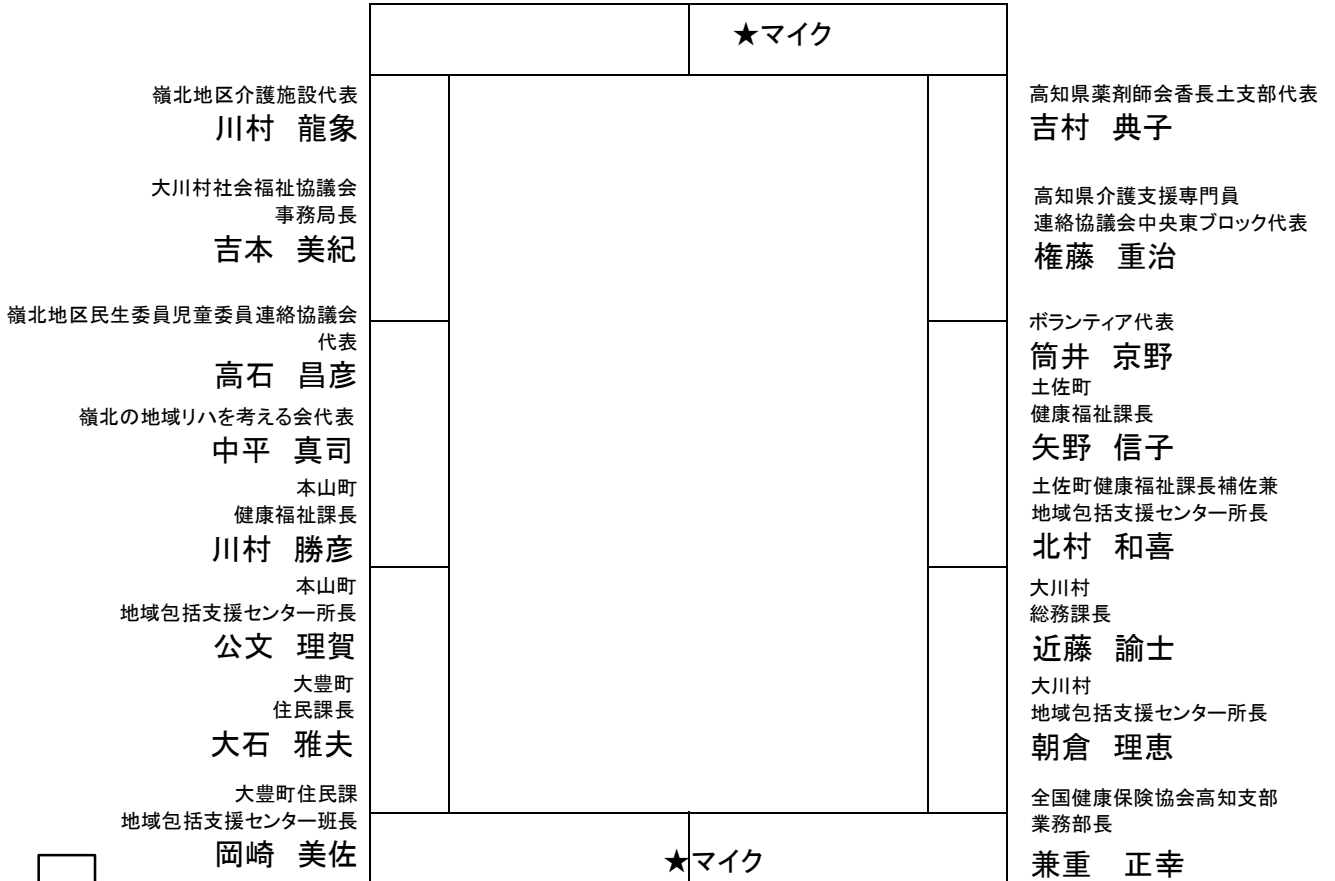 ★マイク
嶺北地区介護施設代表
川村 龍象
大川村社会福祉協議会
事務局長
吉本 美紀
嶺北地区民生委員児童委員連絡協議会
代表
高石 昌彦
嶺北の地域リハを考える会代表
中平 真司
本山町
健康福祉課長
川村 勝彦
本山町
地域包括支援センター所長
公文 理賀
大豊町
住民課長
大石 雅夫
大豊町住民課
地域包括支援センター班長
岡崎 美佐
高知県薬剤師会香長土支部代表
吉村 典子
高知県介護支援専門員
連絡協議会中央東ブロック代表
権藤 重治
ボランティア代表
筒井 京野
土佐町
健康福祉課長
矢野 信子
土佐町健康福祉課長補佐兼
地域包括支援センター所長
北村 和喜
大川村
総務課長
近藤 諭士
大川村
地域包括支援センター所長
朝倉 理恵
全国健康保険協会高知支部
業務部長
兼重 正幸
★マイク